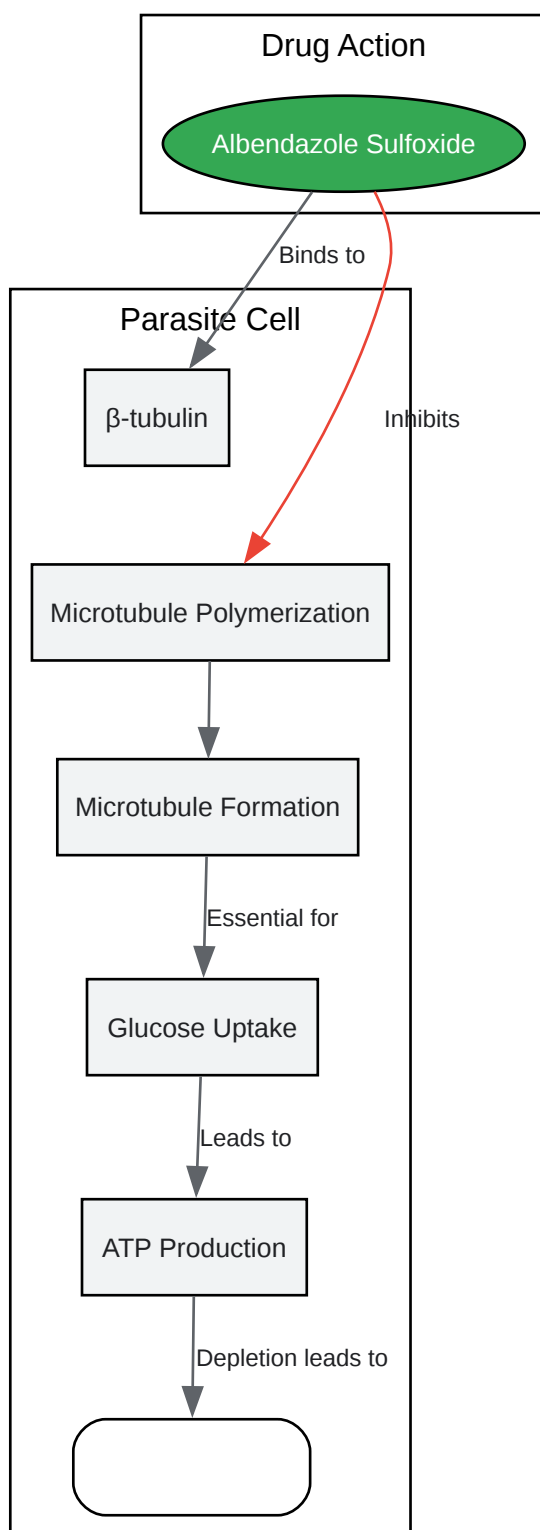 Drug Action
Albendazole Sulfoxide
Binds to
Parasite Cell
β-tubulin
Inhibits
Microtubule Polymerization
Microtubule Formation
Essential for
Glucose Uptake
Leads to
ATP Production
Depletion leads to